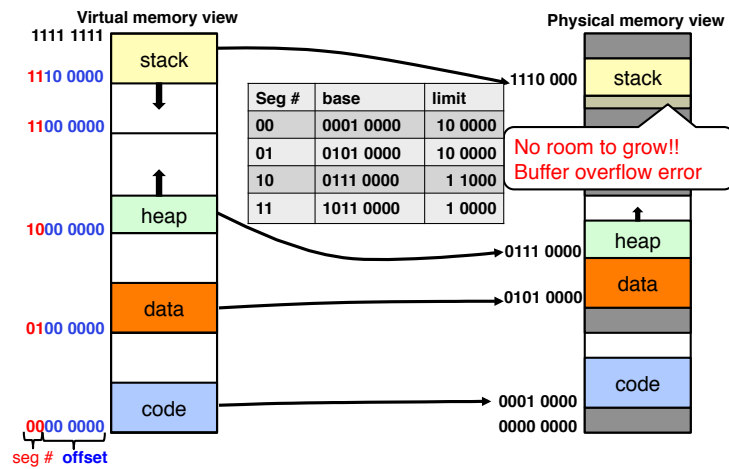 Virtual memory view
1111 1111
stack
1110 0000
1100 0000
heap
1000 0000
data
0100 0000
code
0000 0000
seg # offset
Seg # base limit
00 0001 0000 10 0000
01 0101 0000 10 0000
10 0111 0000 1 1000
11 1011 0000 1 0000
Physical memory view
1110 000
stack
No room to grow!!
Buffer overflow error
heap
0111 0000
data
0101 0000
code
0001 0000
0000 0000